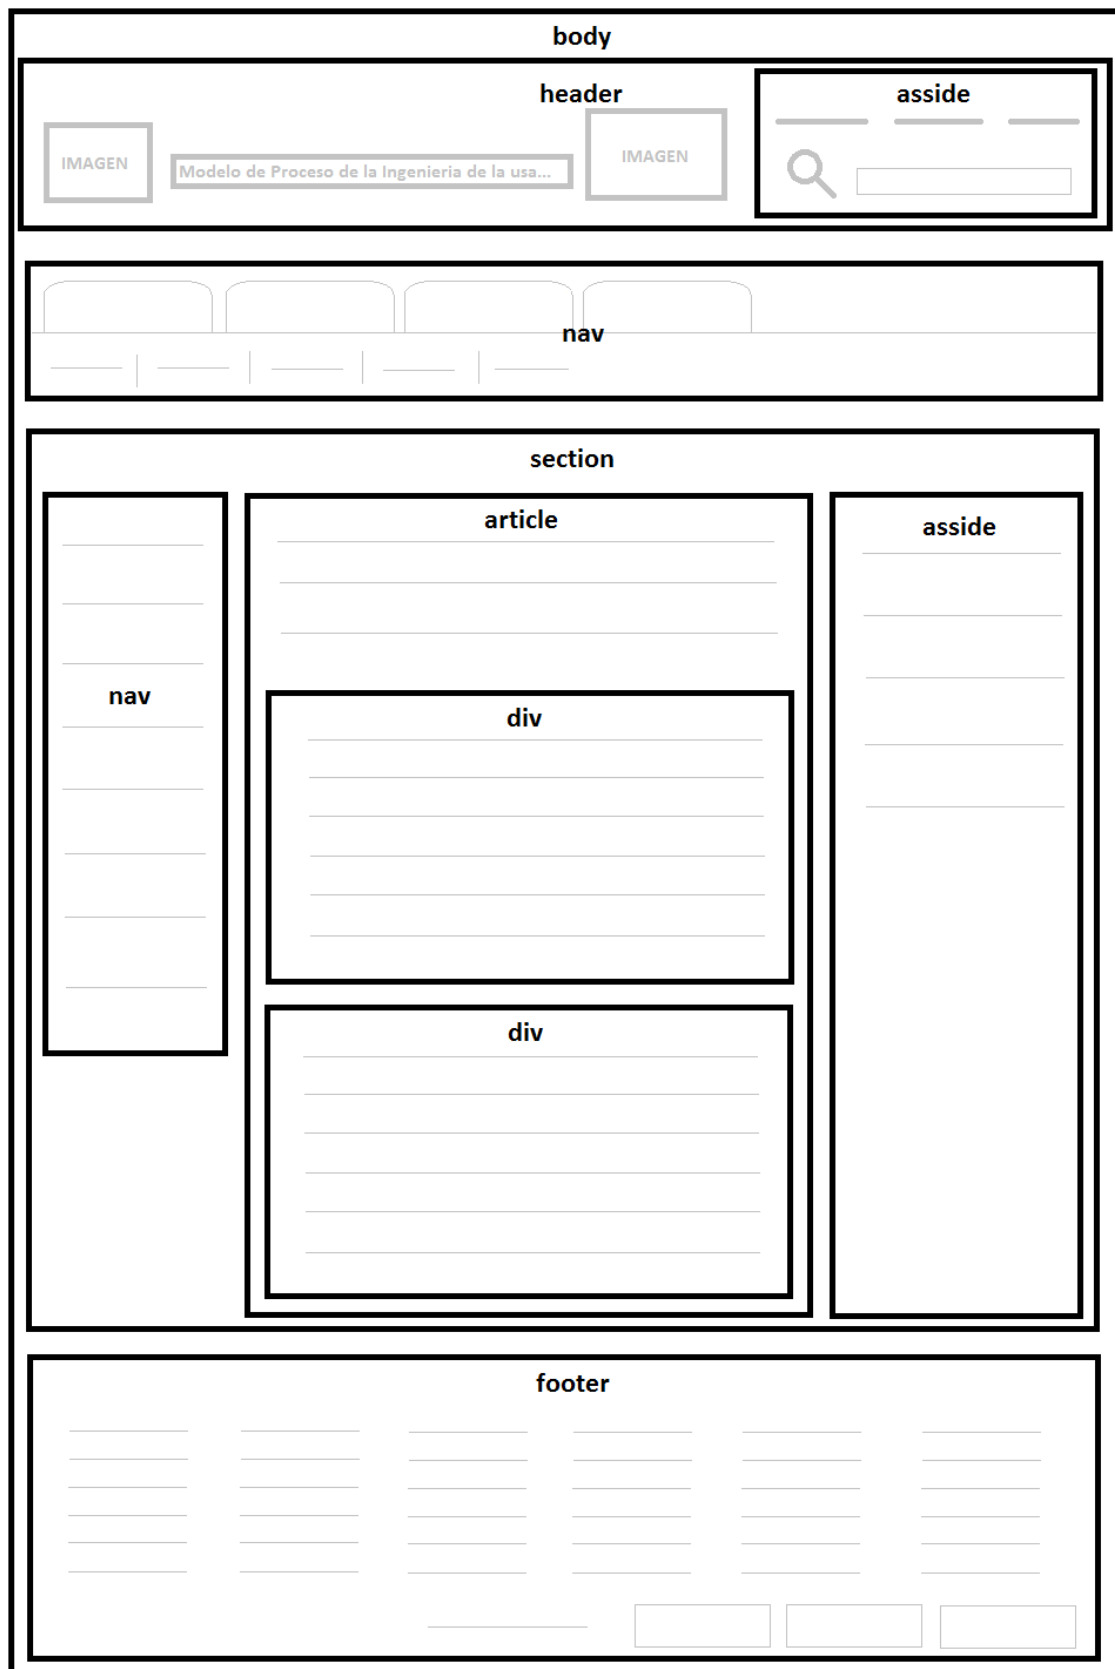 body
header
asside
IMAGEN
Modelo de Proceso de la Ingenieria de la usa...
IMAGEN
nav
section
nav
article
div
div
asside
footer